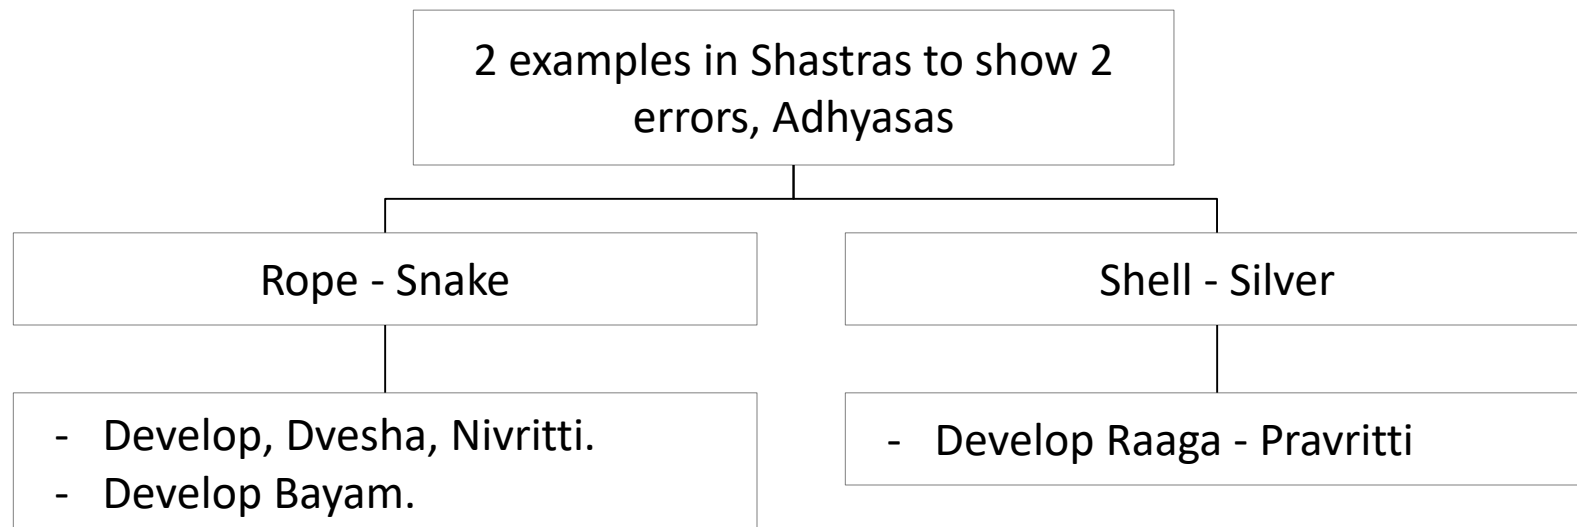 2 examples in Shastras to show 2
errors, Adhyasas
Rope - Snake
Shell - Silver
- Develop, Dvesha, Nivritti.
- Develop Bayam.
- Develop Raaga - Pravritti